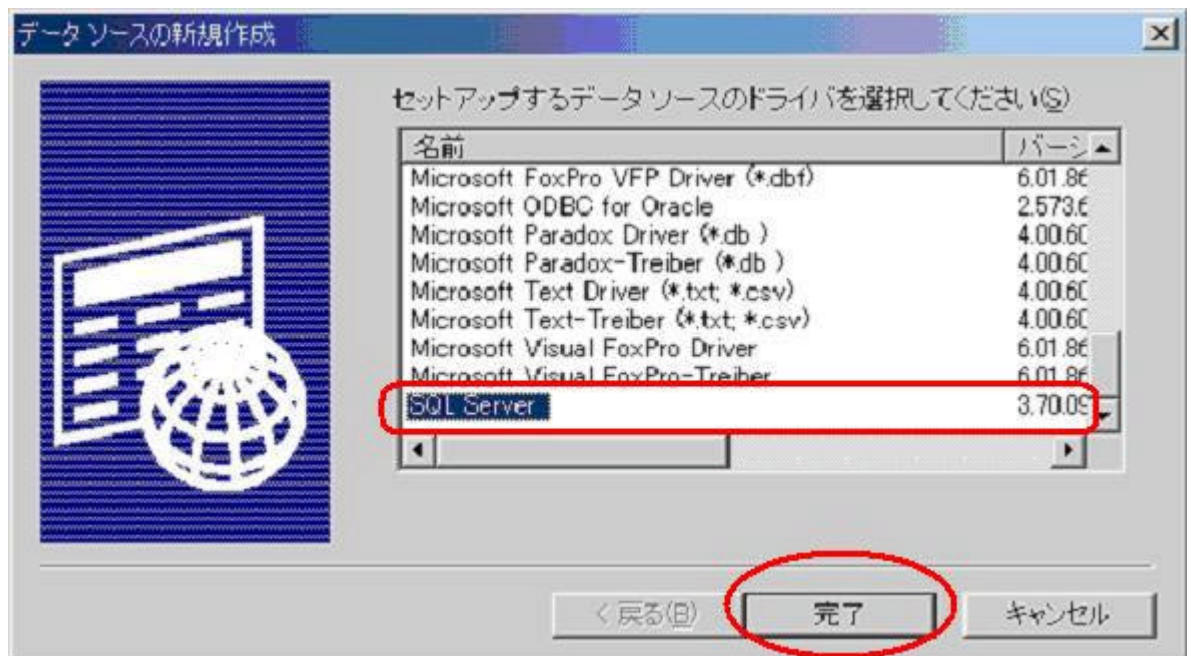 データ ソースの新規作成
セットアップするデータ ソースのドライバを選択してください(S)
名前 バージ
Microsoft FoxPro VFP Driver (*.dbf) 6.01.86
Microsoft ODBC for Oracle 2.573.6
Microsoft Paradox Driver (*.db ) 4.00.60
Microsoft Paradox-Treiber (*.db ) 4.00.60
Microsoft Text Driver (*.txt; *.csv) 4.00.60
Microsoft Text-Treiber (*.txt; *.csv) 4.00.60
Microsoft Visual FoxPro Driver 6.01.86
Microsoft Visual FoxPro-Treiber 6.01.86
SQL Server 3.70.09
< 戻る(B) 完了 キャンセル